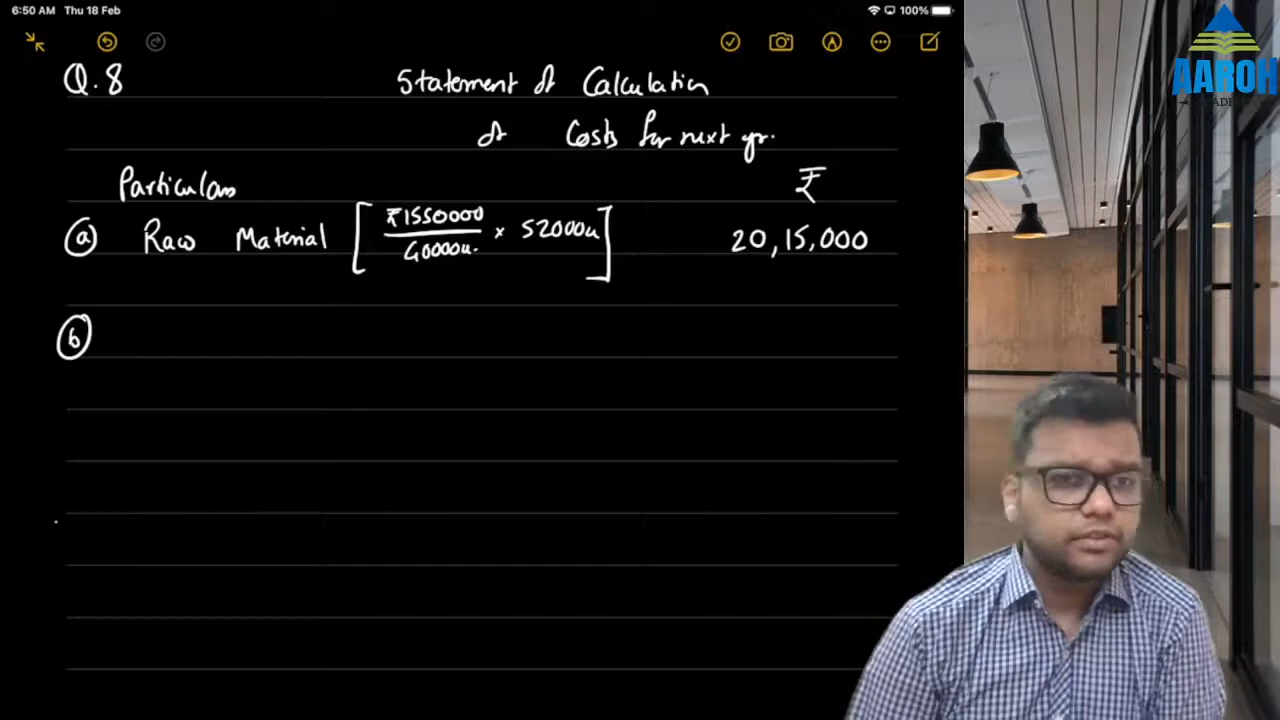 6:50 AM Thu 18 Feb
100%
AAROH
Q.8 Statement of Calculation
of Costs for next yr.
Particulars ₹
(a) Raw Material [ ₹1550000 / 40000u. × 52000u ] 20,15,000
(b)